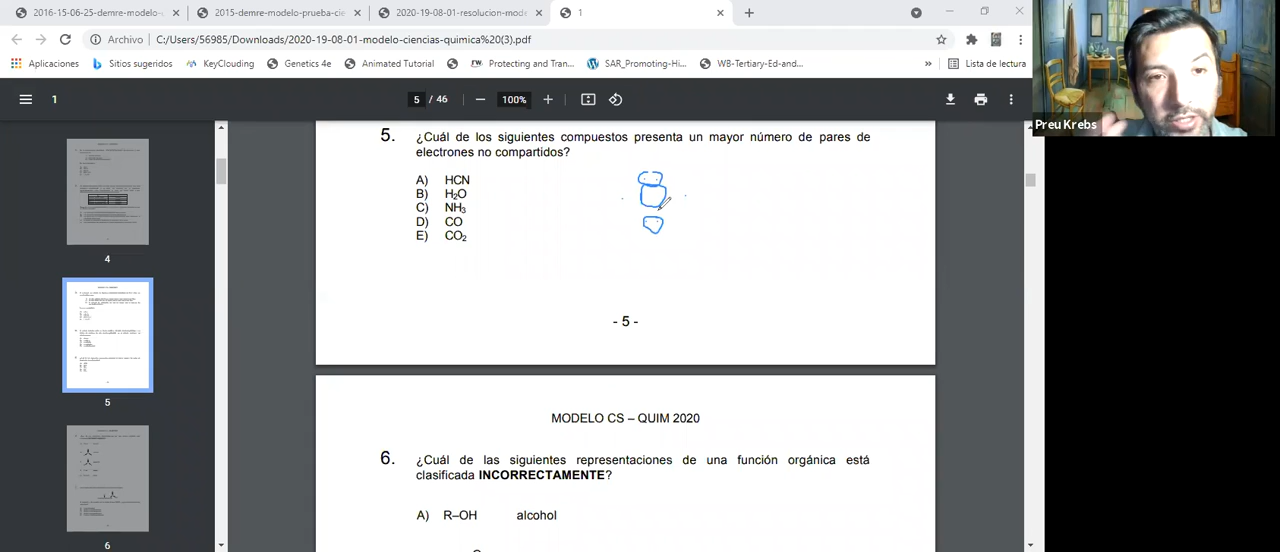 2016-15-06-25-demre-modelo-
2015-demre-modelo-prueba-cie
2020-19-08-01-resolucion-mode
1
Archivo
C:/Users/56985/Downloads/2020-19-08-01-modelo-ciencias-quimica%20(3).pdf
Aplicaciones
Sitios sugeridos
KeyClouding
Genetics 4e
Animated Tutorial
Protecting and Tran...
SAR_Promoting-Hi...
WB-Tertiary-Ed-and...
»
Lista de lectura
Preu Krebs
1
5 / 46
100%
4
5
6
5. ¿Cuál de los siguientes compuestos presenta un mayor número de pares de
electrones no compartidos?
A) HCN
B) H₂O
C) NH₃
D) CO
E) CO₂
- 5 -
MODELO CS – QUIM 2020
6. ¿Cuál de las siguientes representaciones de una función orgánica está
clasificada INCORRECTAMENTE?
A) R–OH alcohol